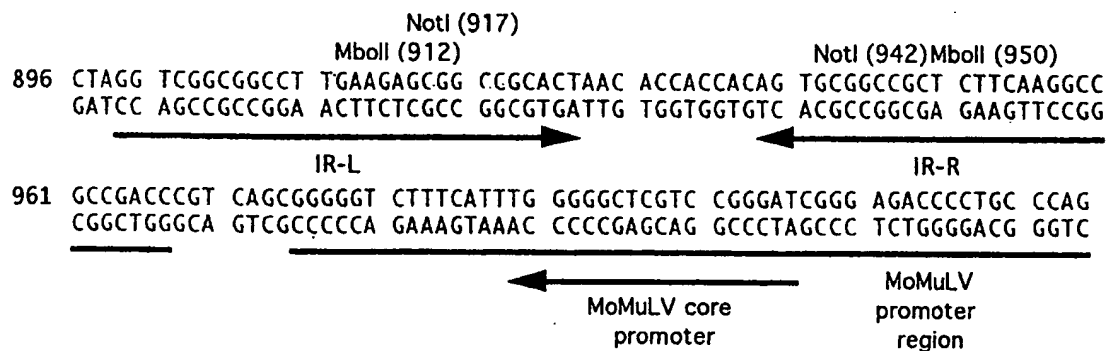 NotI (917)
MboII (912) NotI (942) MboII (950)
896 CTAGG TCGGCGGCCT TGAAGAGCGG CCGCACTAAC ACCACCACAG TGCGGCCGCT CTTCAAGGCC
GATCCA AGCCGCCGGA ACTTCTCGCC GGCGTGATTG TGGTGGTGTC ACGCCGGCGA GAAGTTCCGG
IR-L IR-R
961 GCCGACCCGT CAGCGGGGGT CTTTCATTTG GGGGCTCGTC CGGGATCGGG AGACCCCTGC CCAG
CGGCTGGGCA GTCGCCCCCA GAAAGTAAAC CCCCGAGCAG GCCCTAGCCC TCTGGGGACG GGTC
MoMuLV core promoter
MoMuLV promoter region